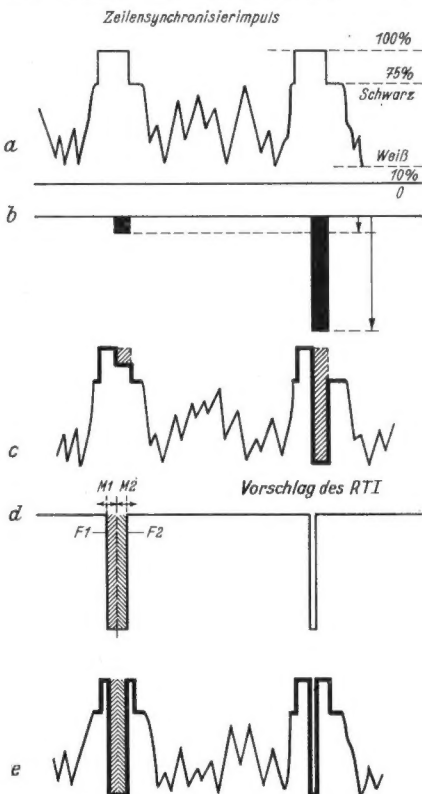 Zeilensynchronisierimpuls
100%
75%
Schwarz
a
Weiß
10%
0
b
c
M1 M2
Vorschlag des RTI
d
F1
F2
e